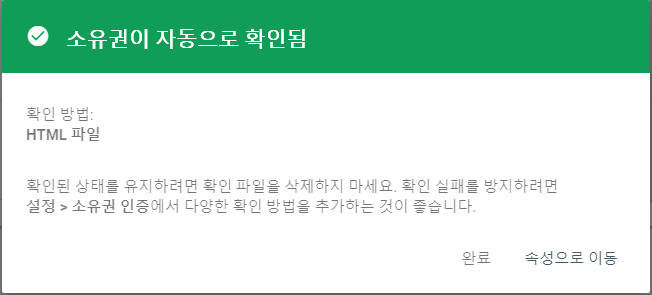 소유권이 자동으로 확인됨
확인 방법:
HTML 파일
확인된 상태를 유지하려면 확인 파일을 삭제하지 마세요. 확인 실패를 방지하려면
설정 > 소유권 인증에서 다양한 확인 방법을 추가하는 것이 좋습니다.
완료 속성으로 이동